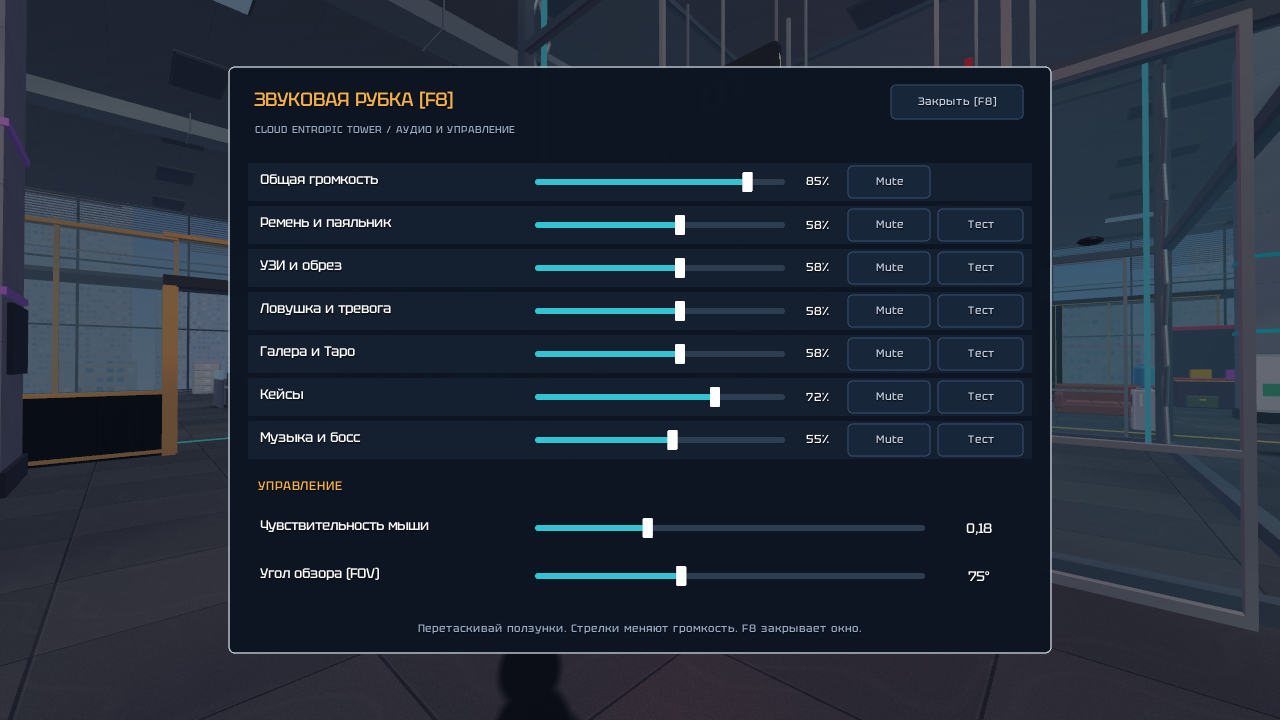 ЗВУКОВАЯ РУБКА [F8]
Закрыть [F8]
CLOUD ENTROPIC TOWER / АУДИО И УПРАВЛЕНИЕ
Общая громкость 85% Mute
Ремень и паяльник 58% Mute Тест
УЗИ и обрез 58% Mute Тест
Ловушка и тревога 58% Mute Тест
Галера и Таро 58% Mute Тест
Кейсы 72% Mute Тест
Музыка и босс 55% Mute Тест
УПРАВЛЕНИЕ
Чувствительность мыши 0,18
Угол обзора (FOV) 75°
Перетаскивай ползунки. Стрелки меняют громкость. F8 закрывает окно.